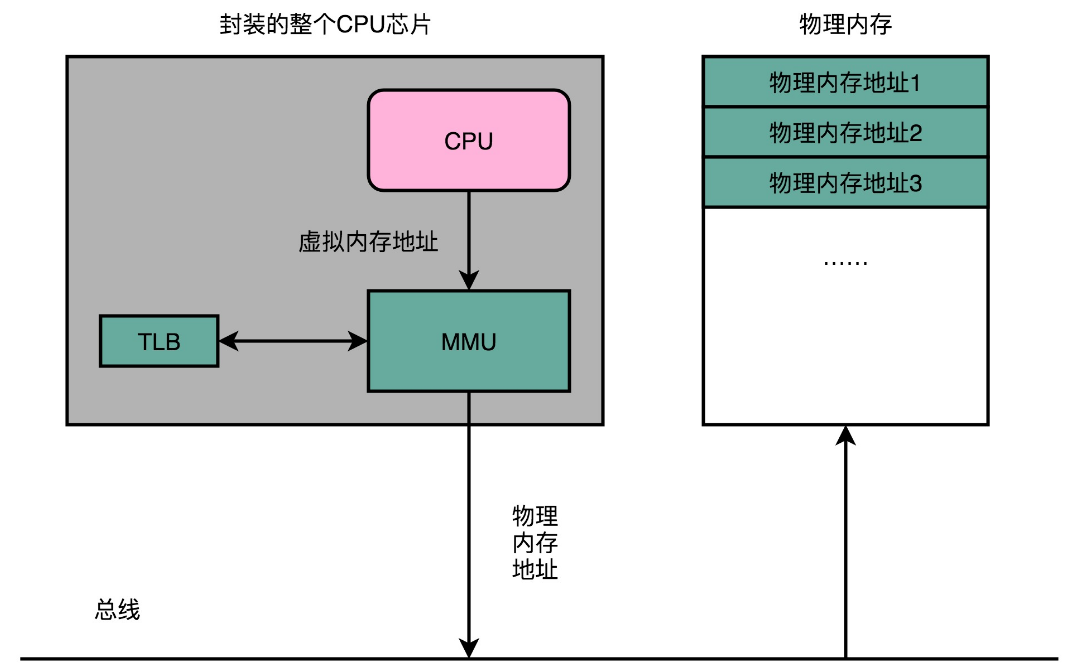 封装的整个CPU芯片
物理内存
物理内存地址1
物理内存地址2
物理内存地址3
……
CPU
虚拟内存地址
TLB
MMU
物理
内存
地址
总线